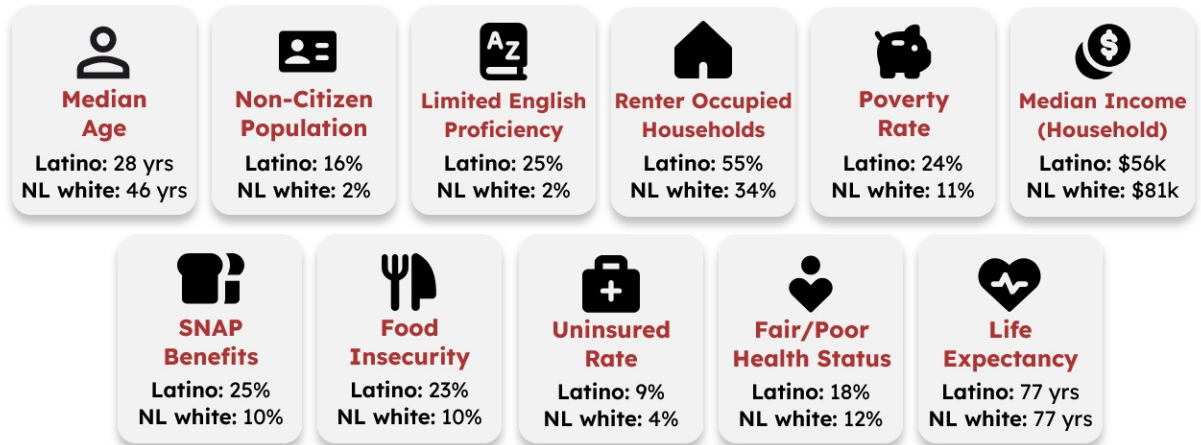 Median
Age
Latino: 28 yrs
NL white: 46 yrs
Non-Citizen
Population
Latino: 16%
NL white: 2%
A
Z
Limited English
Proficiency
Latino: 25%
NL white: 2%
Renter Occupied
Households
Latino: 55%
NL white: 34%
Poverty
Rate
Latino: 24%
NL white: 11%
$
Median Income
(Household)
Latino: $56k
NL white: $81k
SNAP
Benefits
Latino: 25%
NL white: 10%
Food
Insecurity
Latino: 23%
NL white: 10%
Uninsured
Rate
Latino: 9%
NL white: 4%
Fair/Poor
Health Status
Latino: 18%
NL white: 12%
Life
Expectancy
Latino: 77 yrs
NL white: 77 yrs